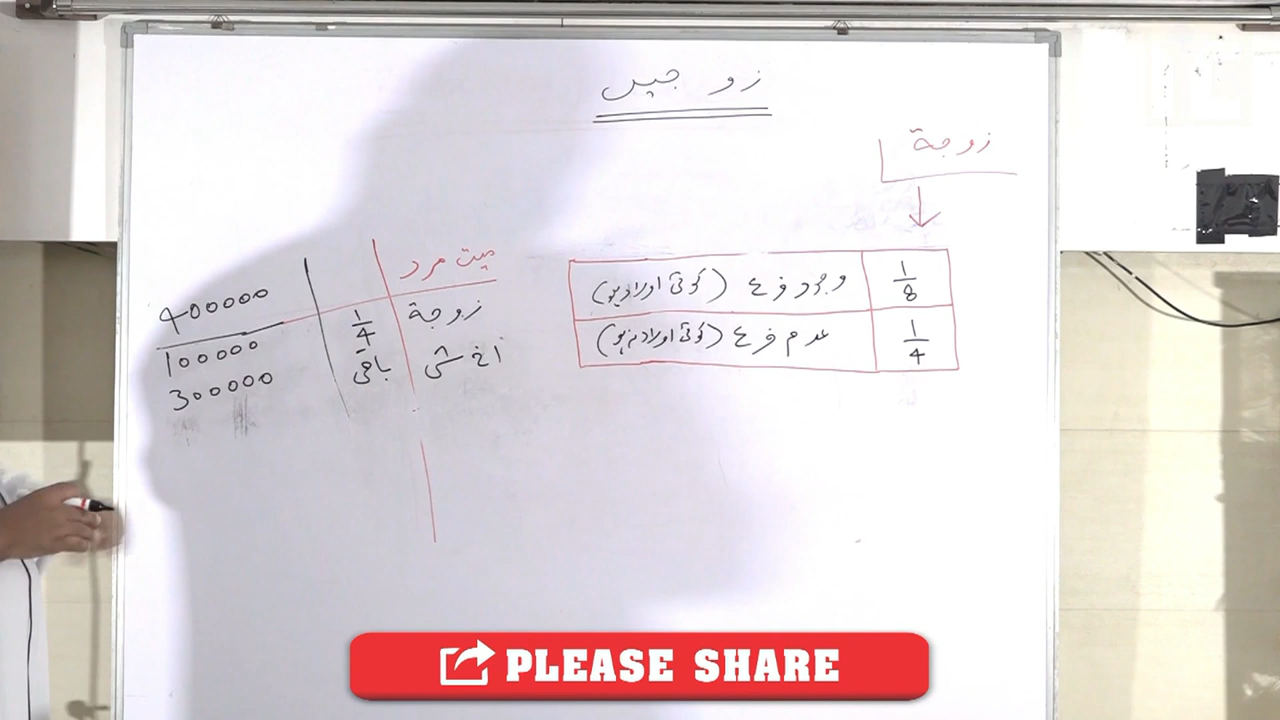 زوجین
زوجة
1/8 وجود فرع (کوئی اولاد ہو)
1/4 عدم فرع (کوئی اولاد نہ ہو)
میت مرد
400000
زوجة 1/4 100000
اخ ش باقی 300000
PLEASE SHARE